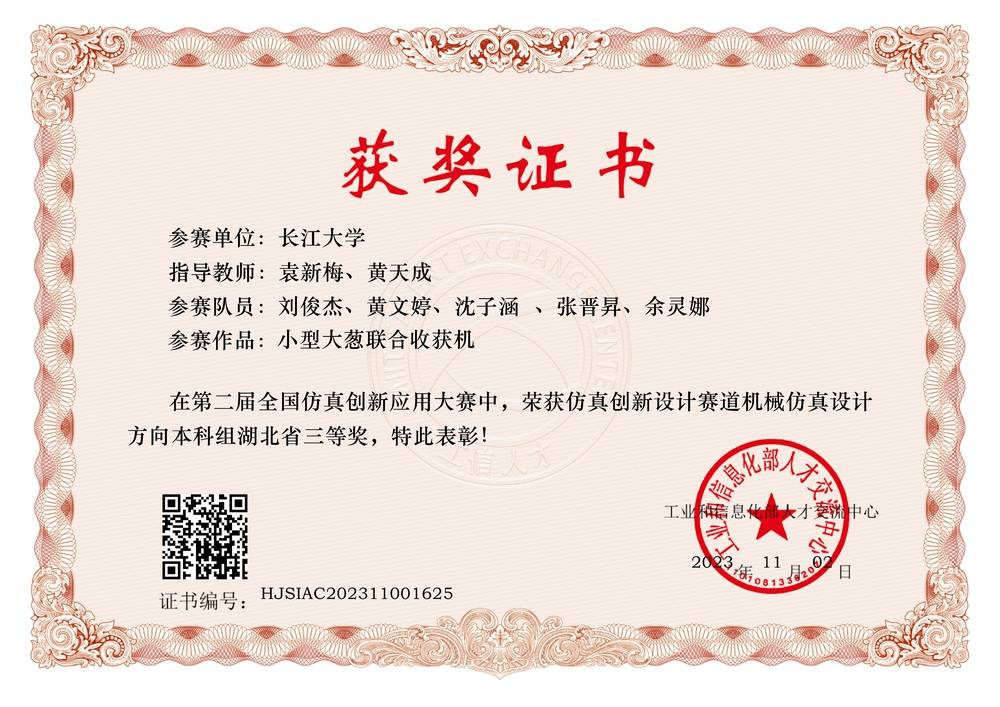 获奖证书
参赛单位：长江大学
指导教师：袁新梅、黄天成
参赛队员：刘俊杰、黄文婷、沈子涵 、张晋昇、余灵娜
参赛作品：小型大葱联合收获机
在第二届全国仿真创新应用大赛中，荣获仿真创新设计赛道机械仿真设计
方向本科组湖北省三等奖，特此表彰！
工业和信息化部人才交流中心
工业和信息化部人才交流中心
2023 年 11 月 02 日
证书编号：HJSIAC202311001625